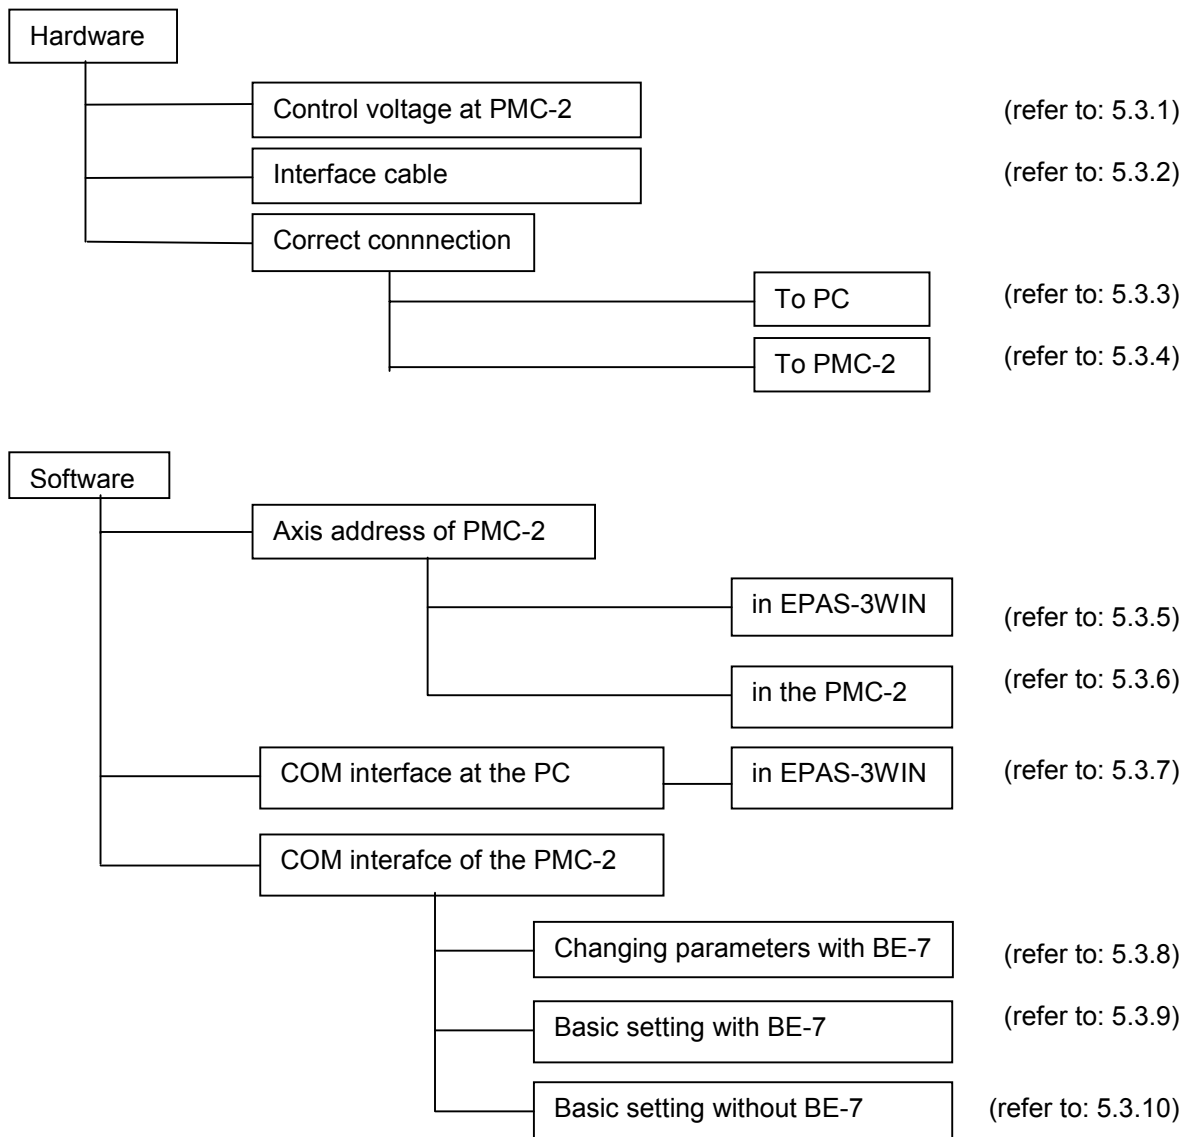 Hardware
Control voltage at PMC-2 (refer to: 5.3.1)
Interface cable (refer to: 5.3.2)
Correct connnection
To PC (refer to: 5.3.3)
To PMC-2 (refer to: 5.3.4)
Software
Axis address of PMC-2
in EPAS-3WIN (refer to: 5.3.5)
in the PMC-2 (refer to: 5.3.6)
COM interface at the PC in EPAS-3WIN (refer to: 5.3.7)
COM interafce of the PMC-2
Changing parameters with BE-7 (refer to: 5.3.8)
Basic setting with BE-7 (refer to: 5.3.9)
Basic setting without BE-7 (refer to: 5.3.10)